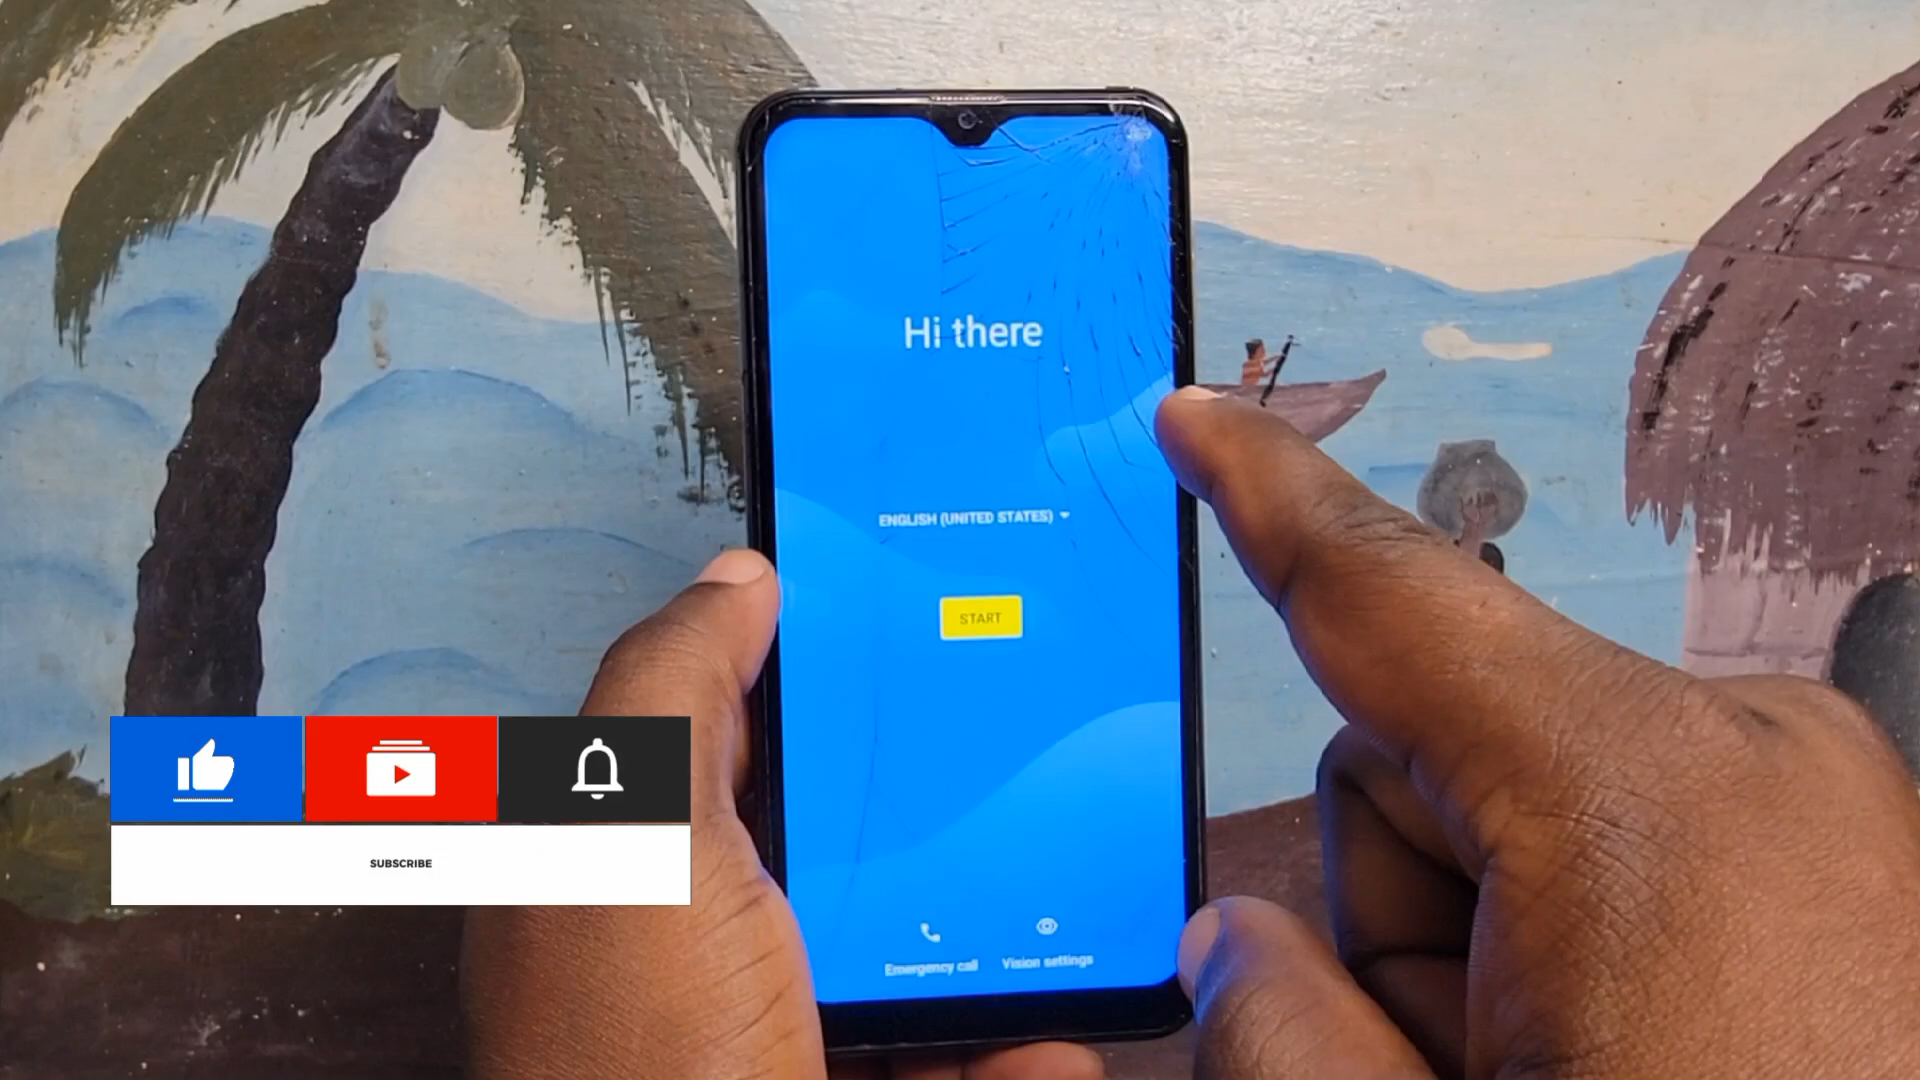 Hi there
ENGLISH (UNITED STATES)
START
Emergency call
Vision settings
SUBSCRIBE